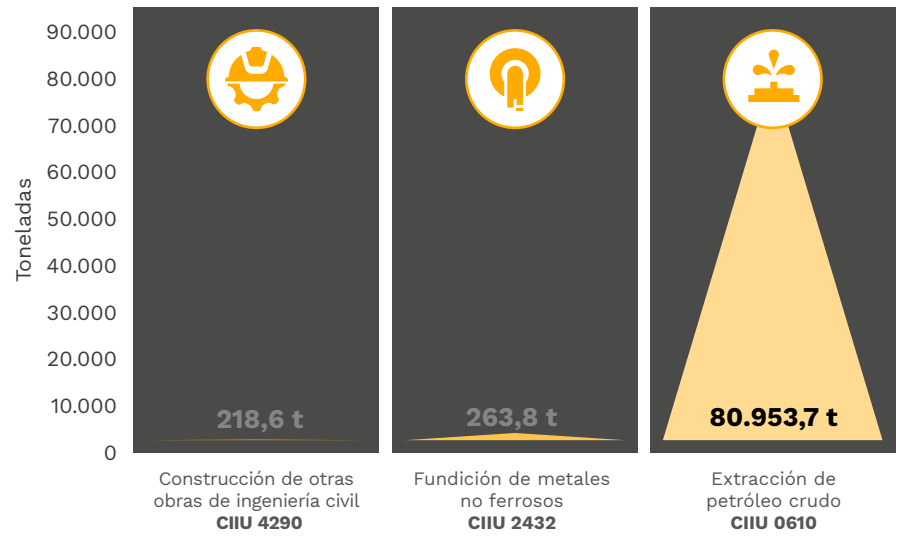 Toneladas
90.000
80.000
70.000
60.000
50.000
40.000
30.000
20.000
10.000
0
218,6 t
263,8 t
80.953,7 t
Construcción de otras
obras de ingeniería civil
CIIU 4290
Fundición de metales
no ferrosos
CIIU 2432
Extracción de
petróleo crudo
CIIU 0610